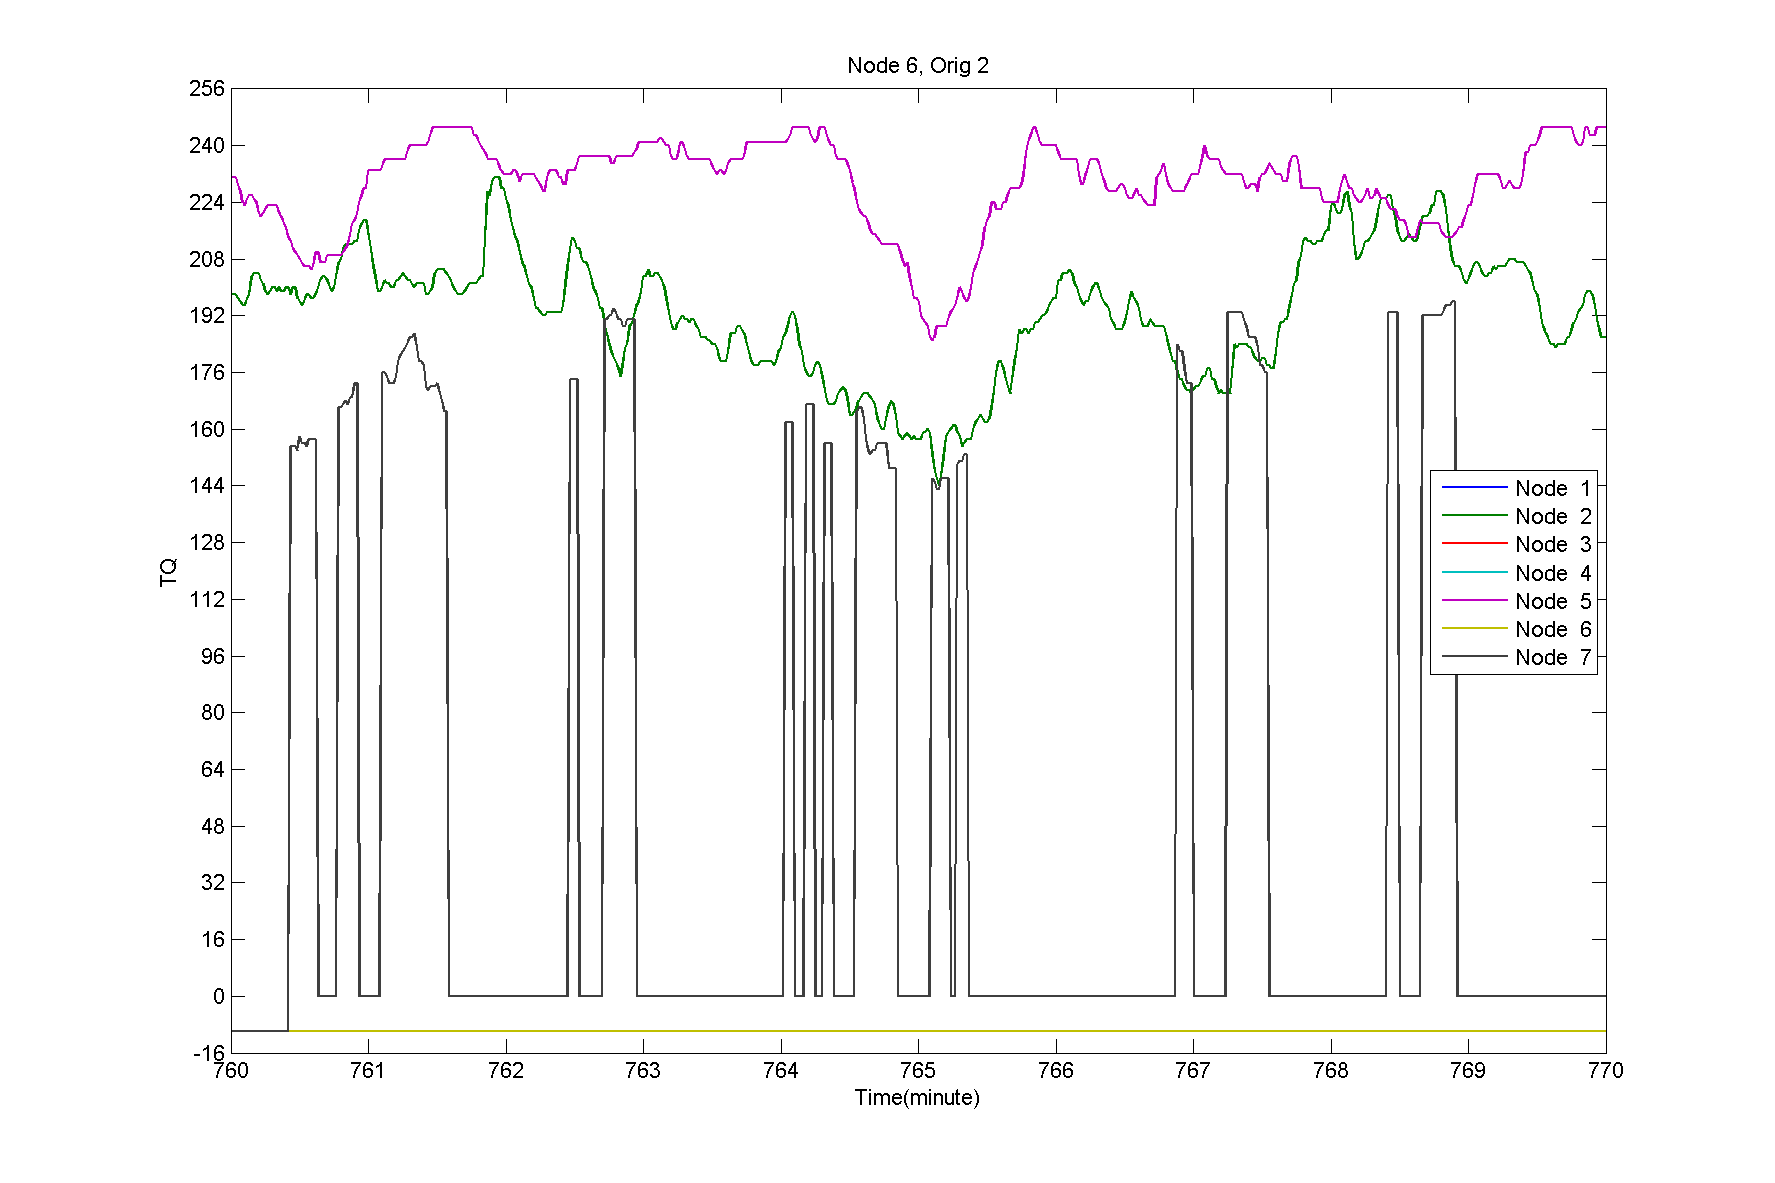 Node 6, Orig 2
256
240
224
208
192
176
160
144
128
112
96
80
64
48
32
16
0
-16
TQ
Node 1
Node 2
Node 3
Node 4
Node 5
Node 6
Node 7
760 761 762 763 764 765 766 767 768 769 770
Time(minute)